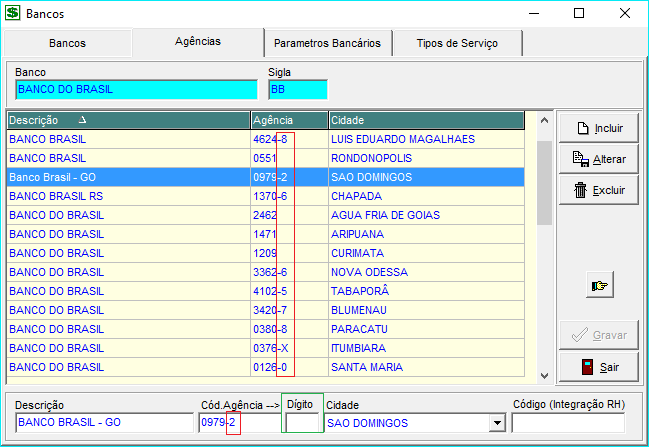 Bancos
Bancos Agências Parametros Bancários Tipos de Serviço
Banco Sigla
BANCO DO BRASIL BB
Descrição Agência Cidade
BANCO BRASIL 4624-8 LUIS EDUARDO MAGALHAES
BANCO BRASIL 0551 RONDONOPOLIS
Banco Brasil - GO 0979-2 SAO DOMINGOS
BANCO BRASIL RS 1370-6 CHAPADA
BANCO DO BRASIL 2462 AGUA FRIA DE GOIAS
BANCO DO BRASIL 1471 ARIPUANA
BANCO DO BRASIL 1209 CURIMATA
BANCO DO BRASIL 3362-6 NOVA ODESSA
BANCO DO BRASIL 4102-5 TABAPORÂ
BANCO DO BRASIL 3420-7 BLUMENAU
BANCO DO BRASIL 0380-8 PARACATU
BANCO DO BRASIL 0376-X ITUMBIARA
BANCO DO BRASIL 0126-0 SANTA MARIA
Incluir
Alterar
Excluir
Gravar
Sair
Descrição Cód.Agência --> Dígito Cidade Código (Integração RH)
BANCO BRASIL - GO 0979-2 SAO DOMINGOS